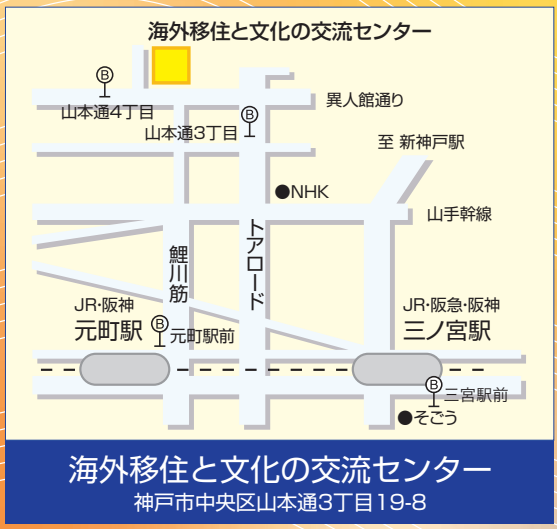 海外移住と文化の交流センター
B
山本通4丁目
異人館通り
B
山本通3丁目
至 新神戸駅
●NHK
山手幹線
鯉川筋
トアロード
JR・阪神
元町駅
B
元町駅前
JR・阪急・阪神
三ノ宮駅
B
三宮駅前
●そごう
海外移住と文化の交流センター
神戸市中央区山本通3丁目19-8